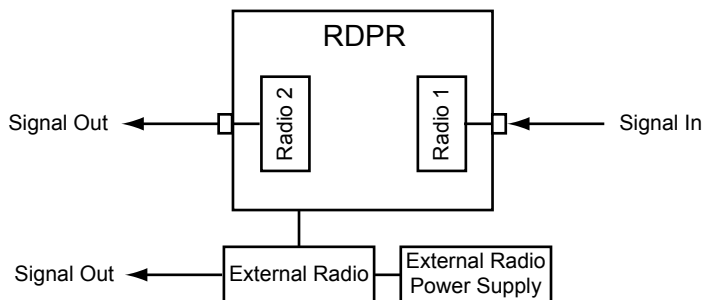 RDPR
Signal Out
Radio 2
Radio 1
Signal In
Signal Out
External Radio
External Radio
Power Supply